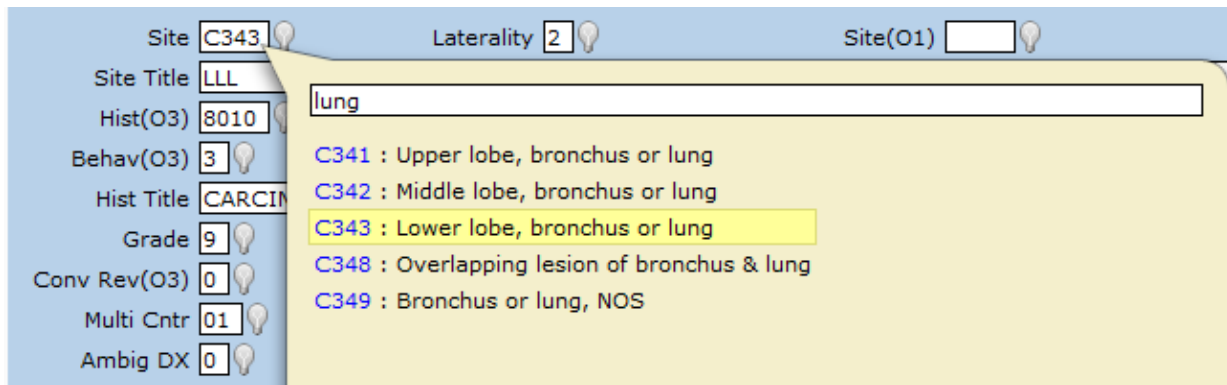 Site C343 Laterality 2 Site(O1)
Site Title LLL
lung
Hist(O3) 8010
C341 : Upper lobe, bronchus or lung
Behav(O3) 3
C342 : Middle lobe, bronchus or lung
Hist Title CARCIN
C343 : Lower lobe, bronchus or lung
Grade 9
C348 : Overlapping lesion of bronchus & lung
Conv Rev(O3) 0
C349 : Bronchus or lung, NOS
Multi Cntr 01
Ambig DX 0